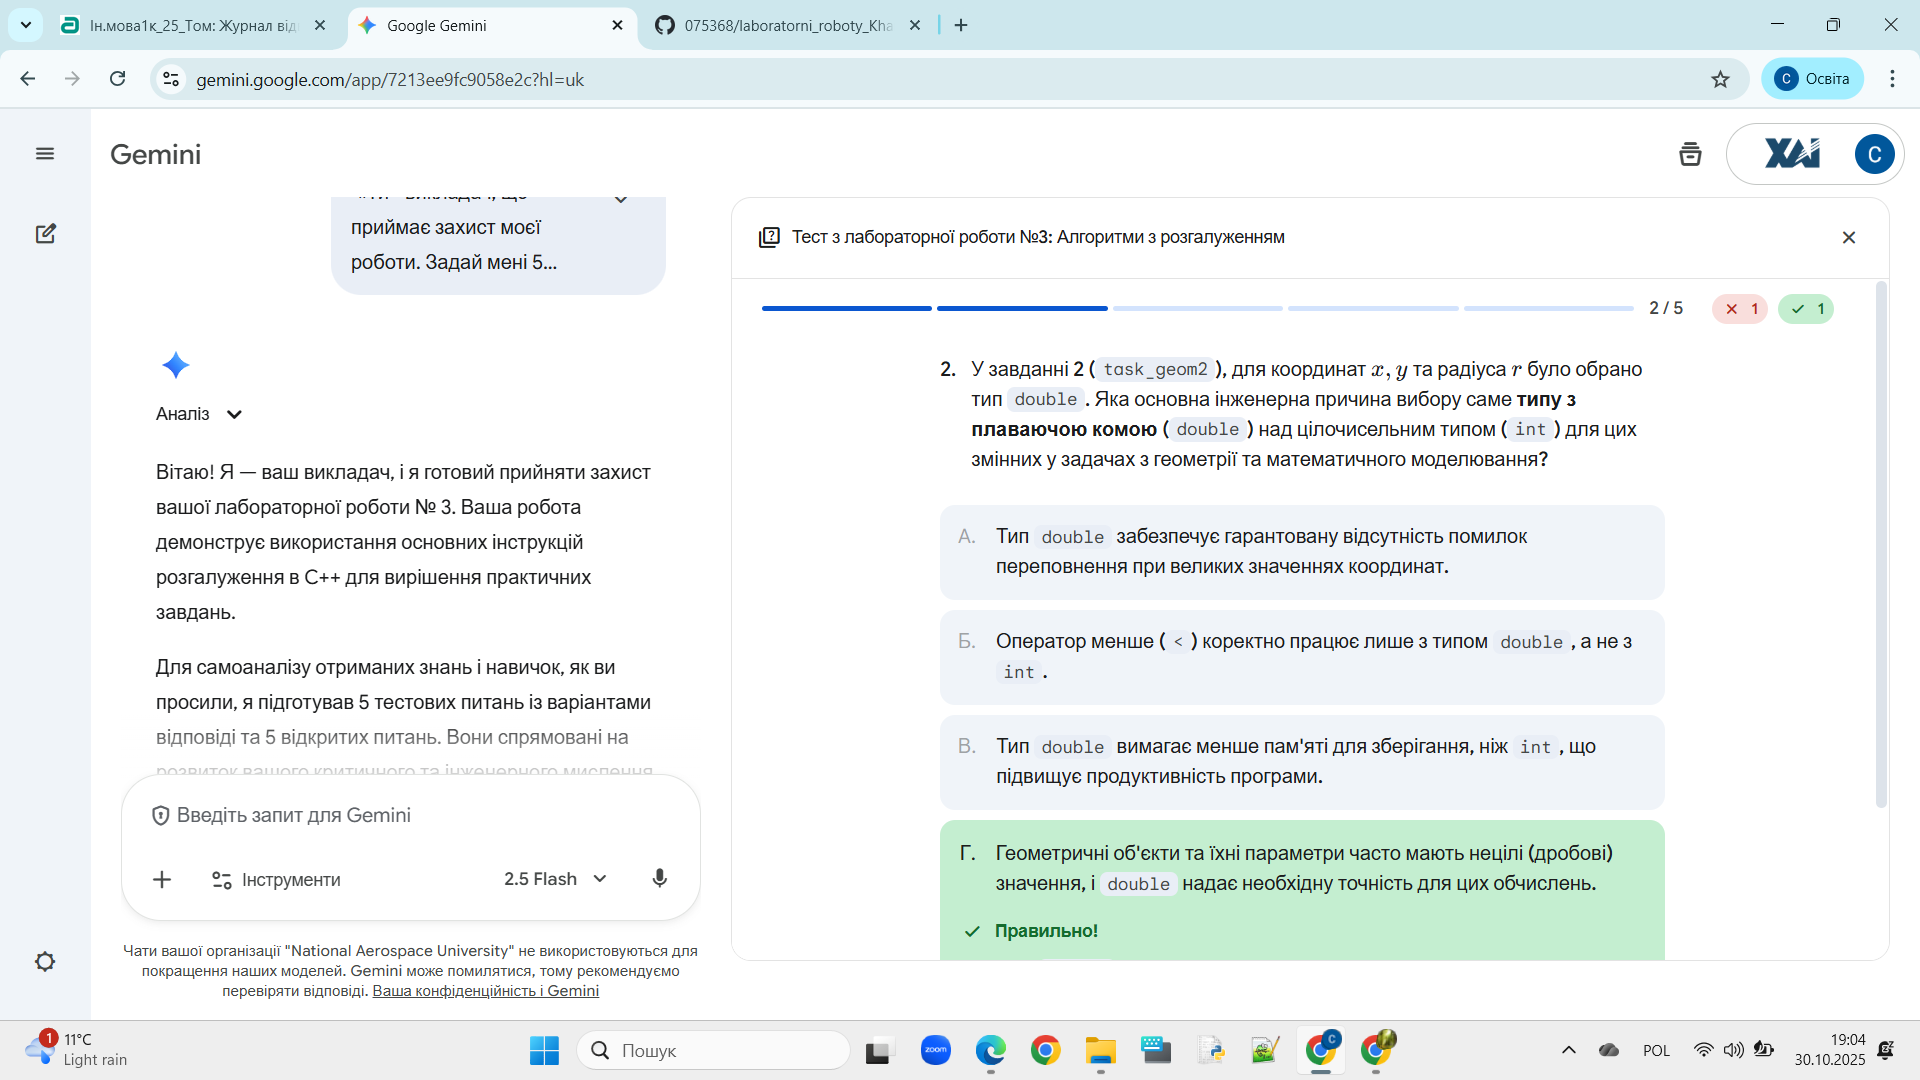 Ін.мова1к_25_Том: Журнал від
Google Gemini
075368/laboratorni_roboty_Kha
gemini.google.com/app/7213ee9fc9058e2c?hl=uk
C Освіта
Gemini
XAI
C
приймає захист моєї
роботи. Задай мені 5...
Аналіз
Вітаю! Я — ваш викладач, і я готовий прийняти захист
вашої лабораторної роботи № 3. Ваша робота
демонструє використання основних інструкцій
розгалуження в C++ для вирішення практичних
завдань.
Для самоаналізу отриманих знань і навичок, як ви
просили, я підготував 5 тестових питань із варіантами
відповіді та 5 відкритих питань. Вони спрямовані на
розвиток вашого критичного та інженерного мислення
Введіть запит для Gemini
Інструменти
2.5 Flash
Чати вашої організації "National Aerospace University" не використовуються для
покращення наших моделей. Gemini може помилятися, тому рекомендуємо
перевіряти відповіді. Ваша конфіденційність і Gemini
Тест з лабораторної роботи №3: Алгоритми з розгалуженням
2 / 5
1
1
2. У завданні 2 ( task_geom2 ), для координат x, y та радіуса r було обрано
тип double . Яка основна інженерна причина вибору саме типу з
плаваючою комою ( double ) над цілочисельним типом ( int ) для цих
змінних у задачах з геометрії та математичного моделювання?
А. Тип double забезпечує гарантовану відсутність помилок
переповнення при великих значеннях координат.
Б. Оператор менше ( < ) коректно працює лише з типом double , а не з
int .
В. Тип double вимагає менше пам'яті для зберігання, ніж int , що
підвищує продуктивність програми.
Г. Геометричні об'єкти та їхні параметри часто мають нецілі (дробові)
значення, і double надає необхідну точність для цих обчислень.
Правильно!
1
11°C
Light rain
Пошук
zoom
C
POL
19:04
30.10.2025